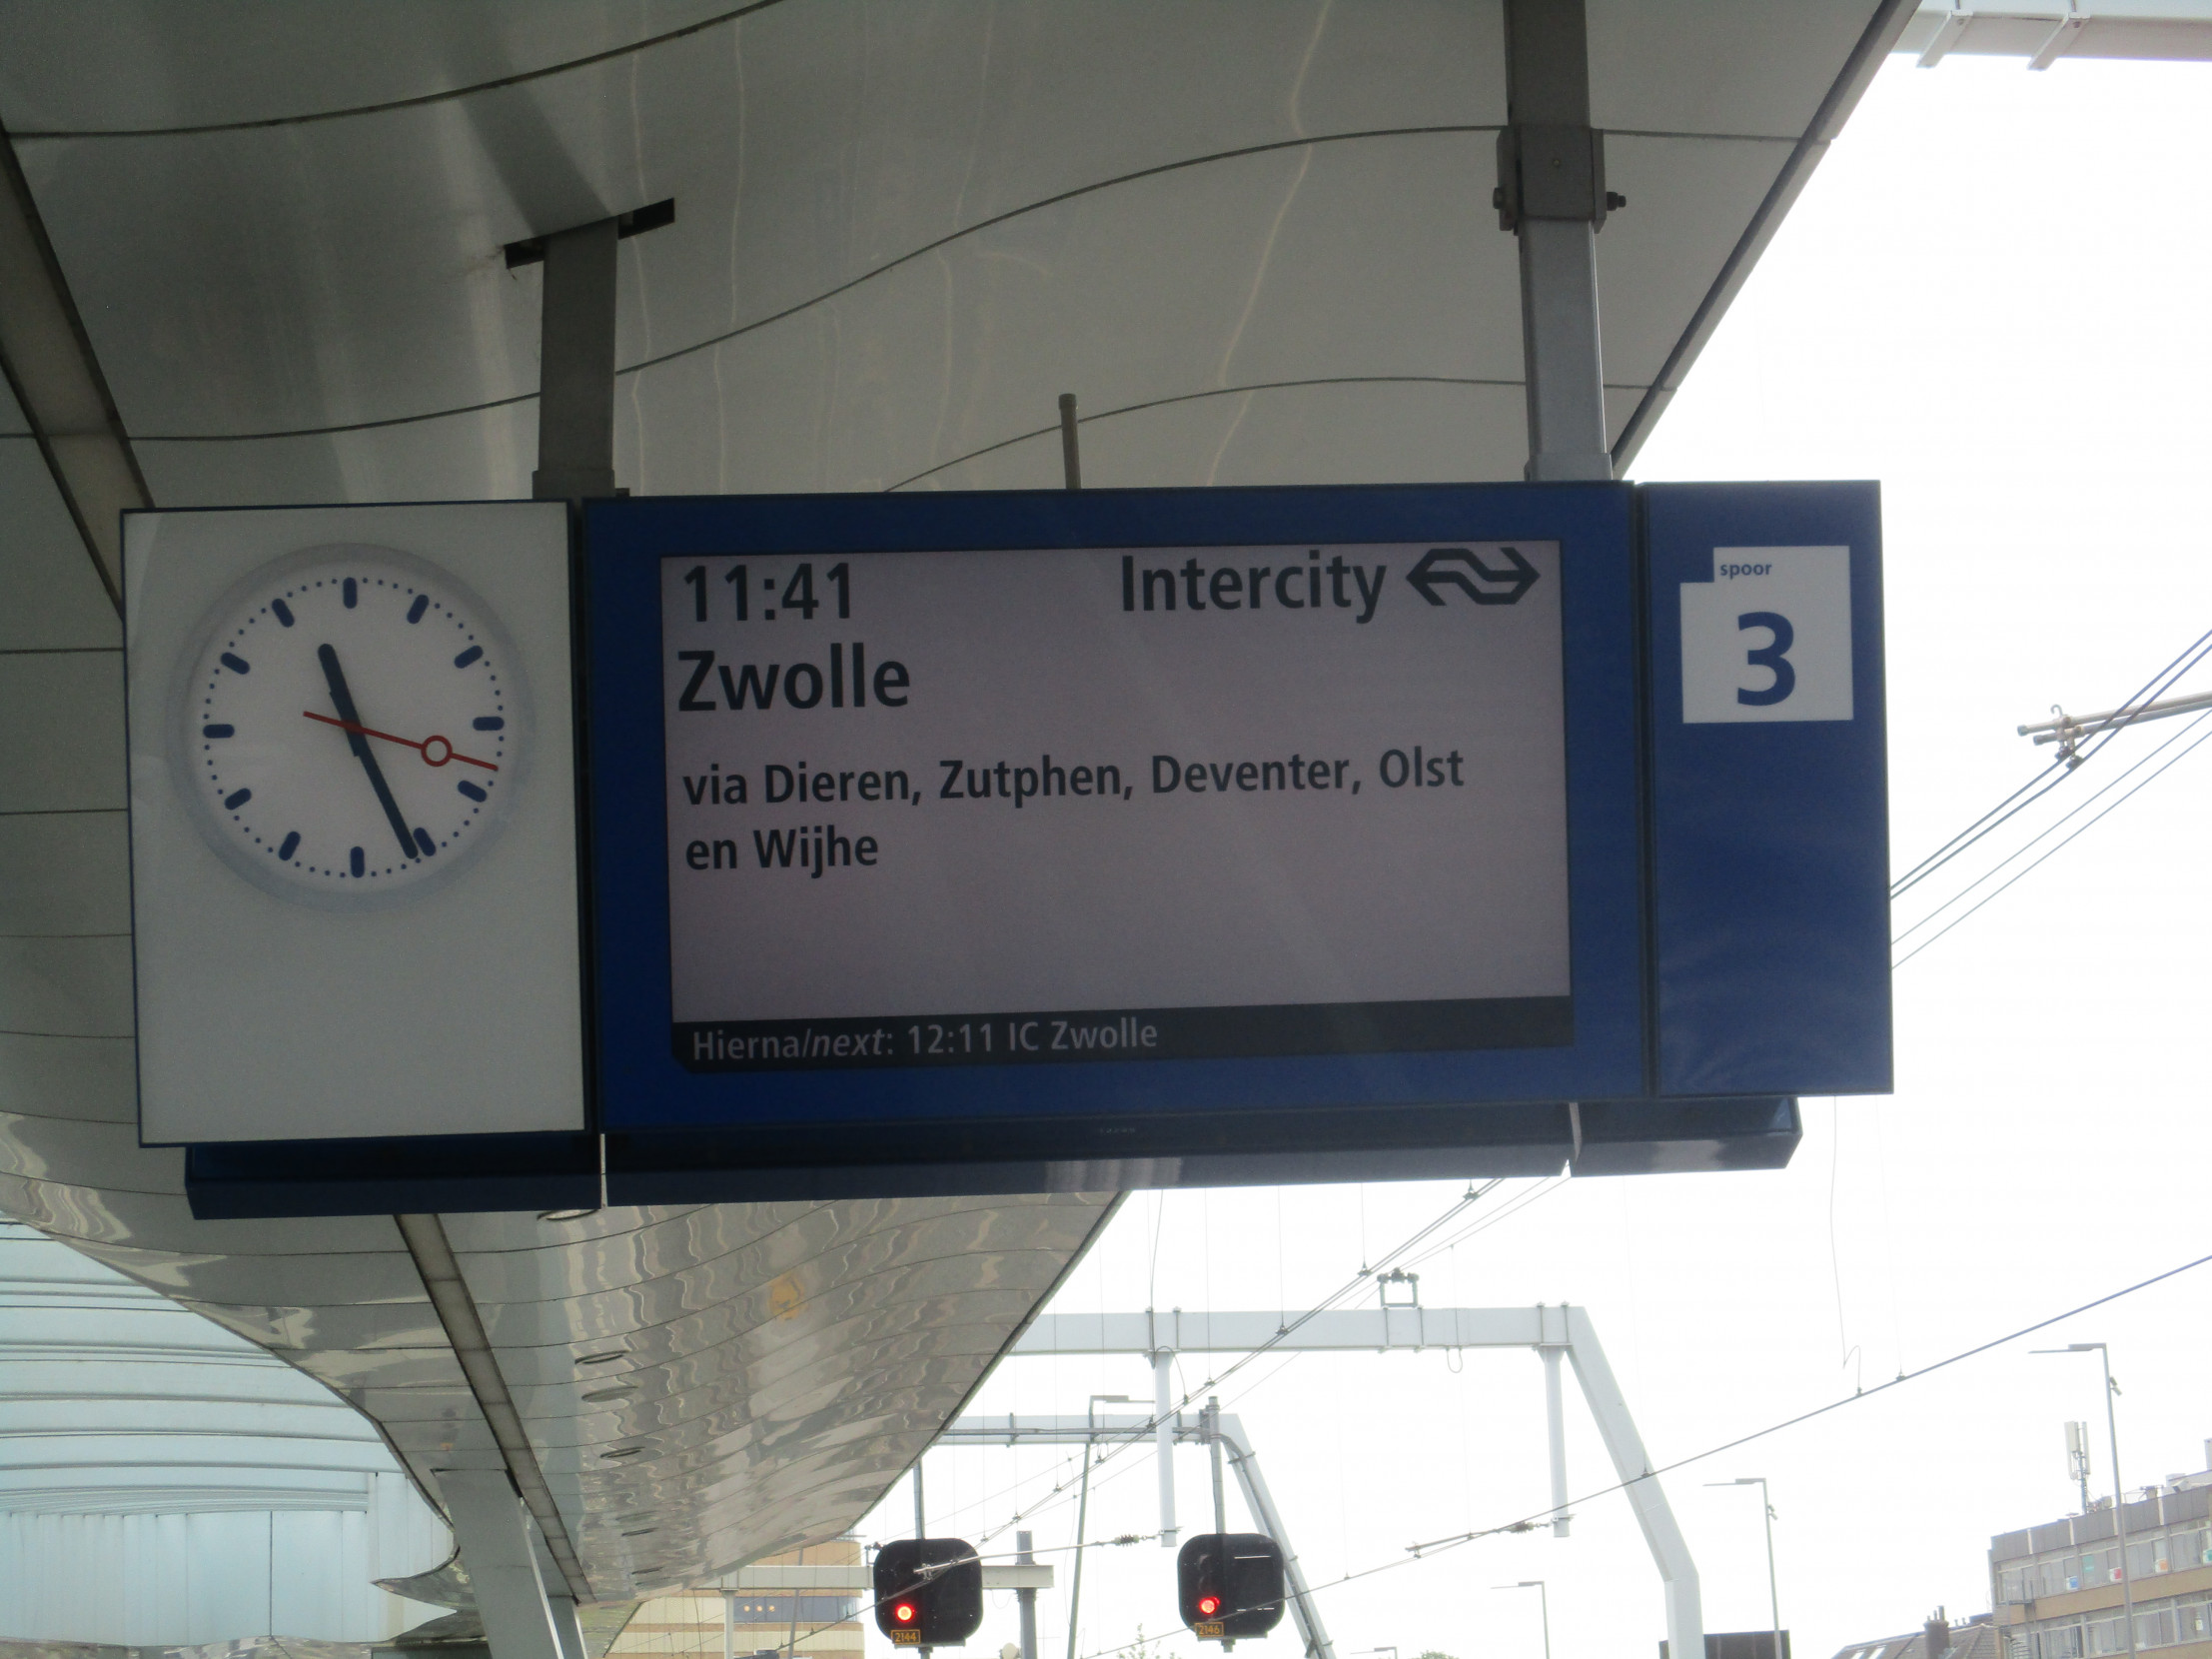 11:41 Intercity
Zwolle
via Dieren, Zutphen, Deventer, Olst
en Wijhe
Hierna/next: 12:11 IC Zwolle
spoor
3
2144
2146